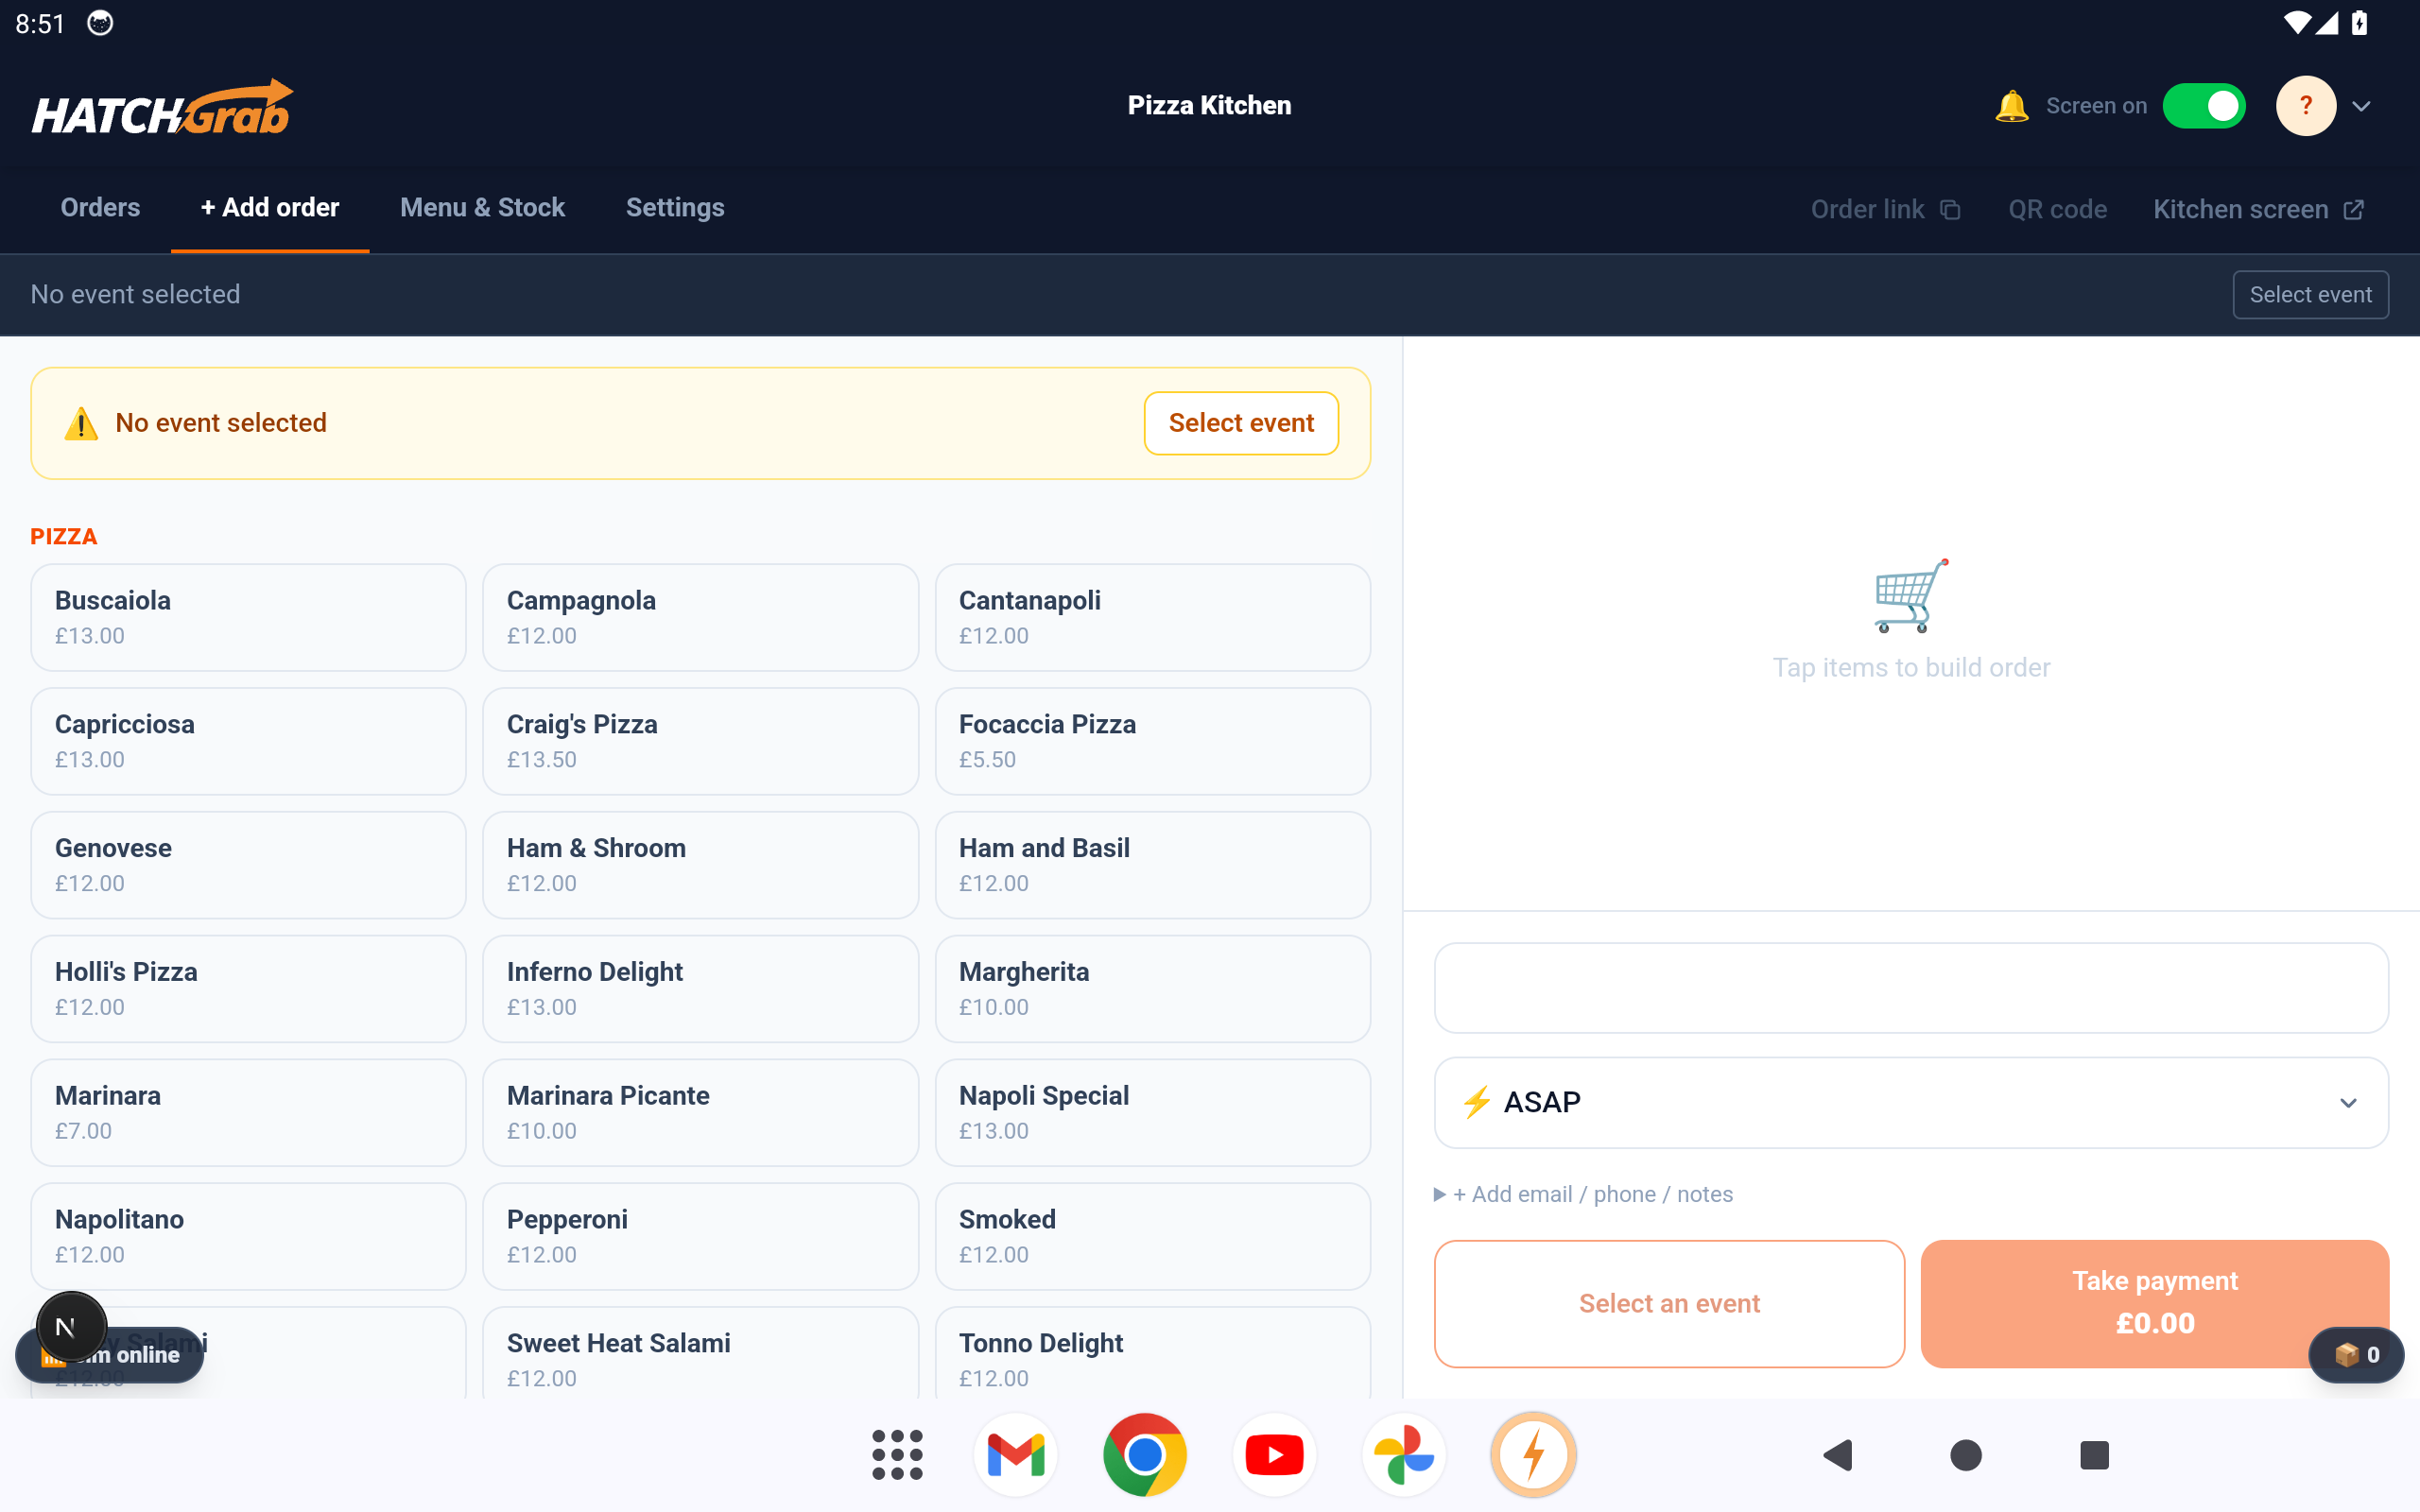 8:51
HATCHGrab
Pizza Kitchen
Screen on
?
Orders
+ Add order
Menu & Stock
Settings
Order link
QR code
Kitchen screen
No event selected
Select event
No event selected
Select event
PIZZA
Buscaiola
£13.00
Campagnola
£12.00
Cantanapoli
£12.00
Capricciosa
£13.00
Craig's Pizza
£13.50
Focaccia Pizza
£5.50
Genovese
£12.00
Ham & Shroom
£12.00
Ham and Basil
£12.00
Holli's Pizza
£12.00
Inferno Delight
£13.00
Margherita
£10.00
Marinara
£7.00
Marinara Picante
£10.00
Napoli Special
£13.00
Napolitano
£12.00
Pepperoni
£12.00
Smoked
£12.00
Salami
£12.00
Sweet Heat Salami
£12.00
Tonno Delight
£12.00
N
online
Tap items to build order
ASAP
+ Add email / phone / notes
Select an event
Take payment
£0.00
0